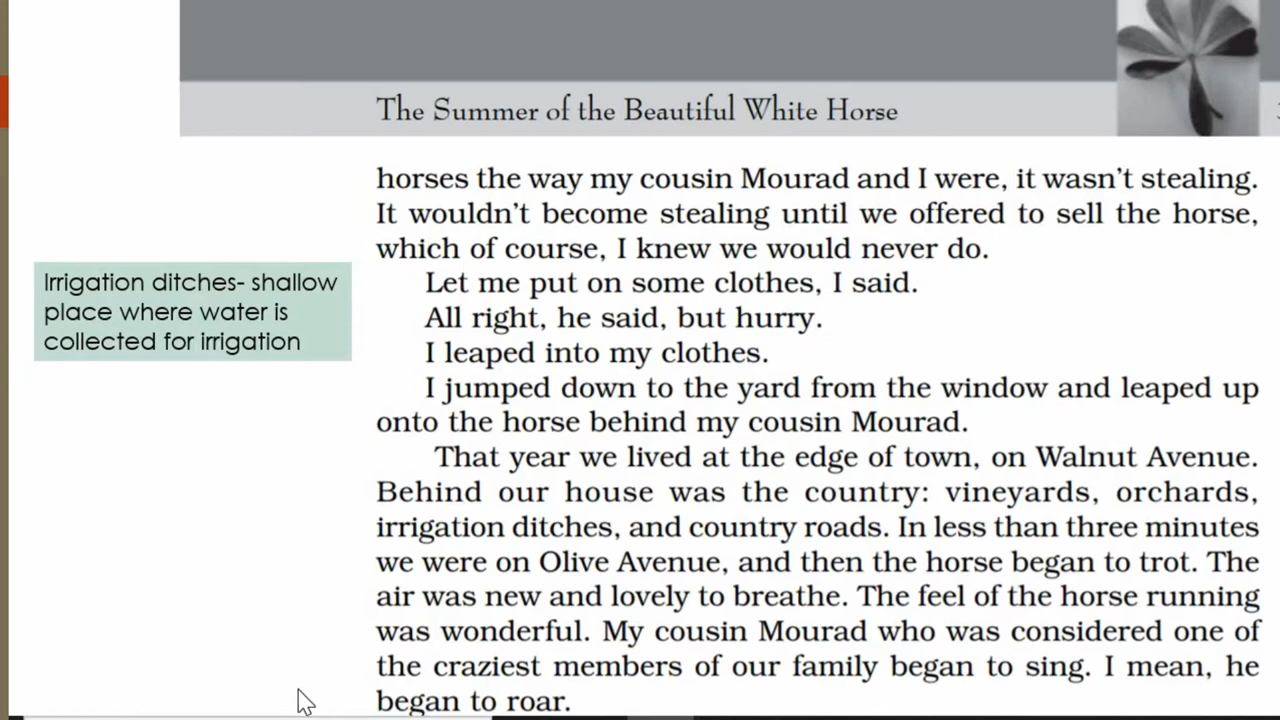 The Summer of the Beautiful White Horse
horses the way my cousin Mourad and I were, it wasn't stealing.
It wouldn't become stealing until we offered to sell the horse,
which of course, I knew we would never do.
Irrigation ditches- shallow
place where water is
collected for irrigation
Let me put on some clothes, I said.
All right, he said, but hurry.
I leaped into my clothes.
I jumped down to the yard from the window and leaped up
onto the horse behind my cousin Mourad.
That year we lived at the edge of town, on Walnut Avenue.
Behind our house was the country: vineyards, orchards,
irrigation ditches, and country roads. In less than three minutes
we were on Olive Avenue, and then the horse began to trot. The
air was new and lovely to breathe. The feel of the horse running
was wonderful. My cousin Mourad who was considered one of
the craziest members of our family began to sing. I mean, he
began to roar.